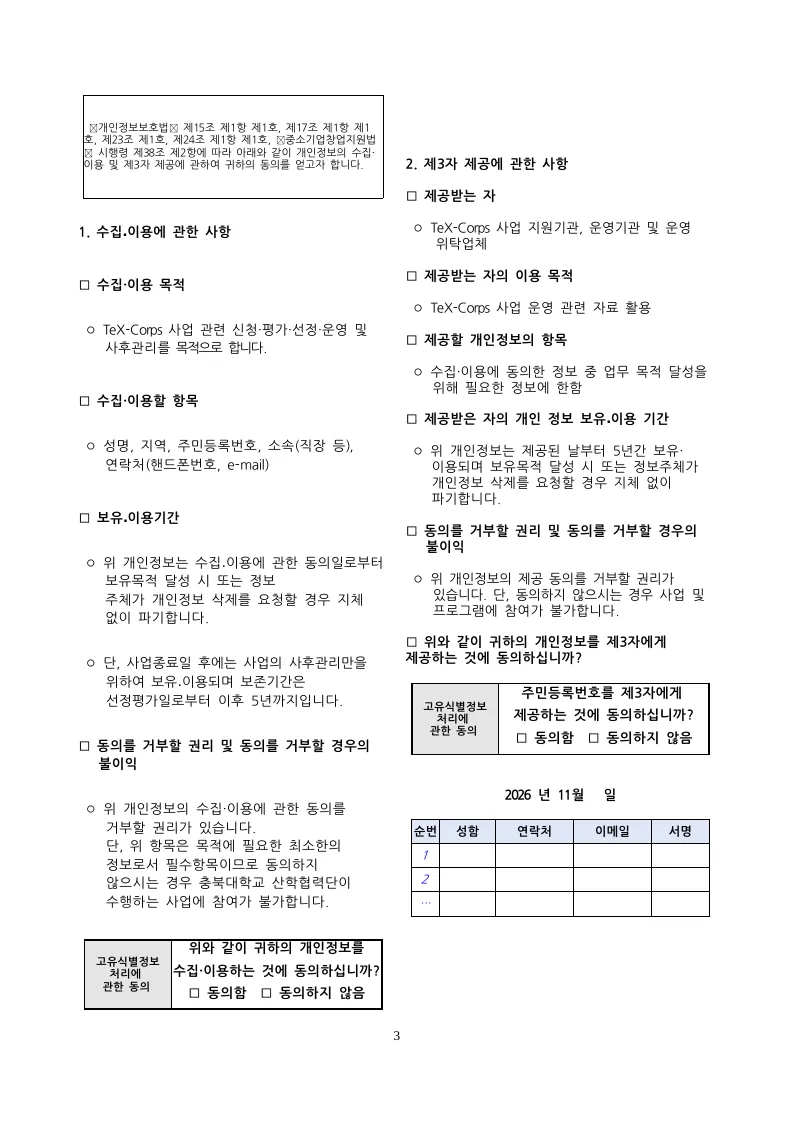 ☒개인정보보호법☒ 제15조 제1항 제1호, 제17조 제1항 제1
호, 제23조 제1호, 제24조 제1항 제1호, ☒중소기업창업지원법
☒ 시행령 제38조 제2항에 따라 아래와 같이 개인정보의 수집·
이용 및 제3자 제공에 관하여 귀하의 동의를 얻고자 합니다.
1. 수집.이용에 관한 사항
□ 수집·이용 목적
○ TeX-Corps 사업 관련 신청·평가·선정·운영 및
사후관리를 목적으로 합니다.
□ 수집·이용할 항목
○ 성명, 지역, 주민등록번호, 소속(직장 등),
연락처(핸드폰번호, e-mail)
□ 보유.이용기간
○ 위 개인정보는 수집.이용에 관한 동의일로부터
보유목적 달성 시 또는 정보
주체가 개인정보 삭제를 요청할 경우 지체
없이 파기합니다.
○ 단, 사업종료일 후에는 사업의 사후관리만을
위하여 보유.이용되며 보존기간은
선정평가일로부터 이후 5년까지입니다.
□ 동의를 거부할 권리 및 동의를 거부할 경우의
불이익
○ 위 개인정보의 수집·이용에 관한 동의를
거부할 권리가 있습니다.
단, 위 항목은 목적에 필요한 최소한의
정보로서 필수항목이므로 동의하지
않으시는 경우 충북대학교 산학협력단이
수행하는 사업에 참여가 불가합니다.
고유식별정보
처리에
관한 동의
위와 같이 귀하의 개인정보를
수집·이용하는 것에 동의하십니까?
□ 동의함 □ 동의하지 않음
2. 제3자 제공에 관한 사항
□ 제공받는 자
○ TeX-Corps 사업 지원기관, 운영기관 및 운영
위탁업체
□ 제공받는 자의 이용 목적
○ TeX-Corps 사업 운영 관련 자료 활용
□ 제공할 개인정보의 항목
○ 수집·이용에 동의한 정보 중 업무 목적 달성을
위해 필요한 정보에 한함
□ 제공받은 자의 개인 정보 보유.이용 기간
○ 위 개인정보는 제공된 날부터 5년간 보유·
이용되며 보유목적 달성 시 또는 정보주체가
개인정보 삭제를 요청할 경우 지체 없이
파기합니다.
□ 동의를 거부할 권리 및 동의를 거부할 경우의
불이익
○ 위 개인정보의 제공 동의를 거부할 권리가
있습니다. 단, 동의하지 않으시는 경우 사업 및
프로그램에 참여가 불가합니다.
□ 위와 같이 귀하의 개인정보를 제3자에게
제공하는 것에 동의하십니까?
고유식별정보
처리에
관한 동의
주민등록번호를 제3자에게
제공하는 것에 동의하십니까?
□ 동의함 □ 동의하지 않음
2026 년 11월 일
순번 성함 연락처 이메일 서명
1
2
…
3